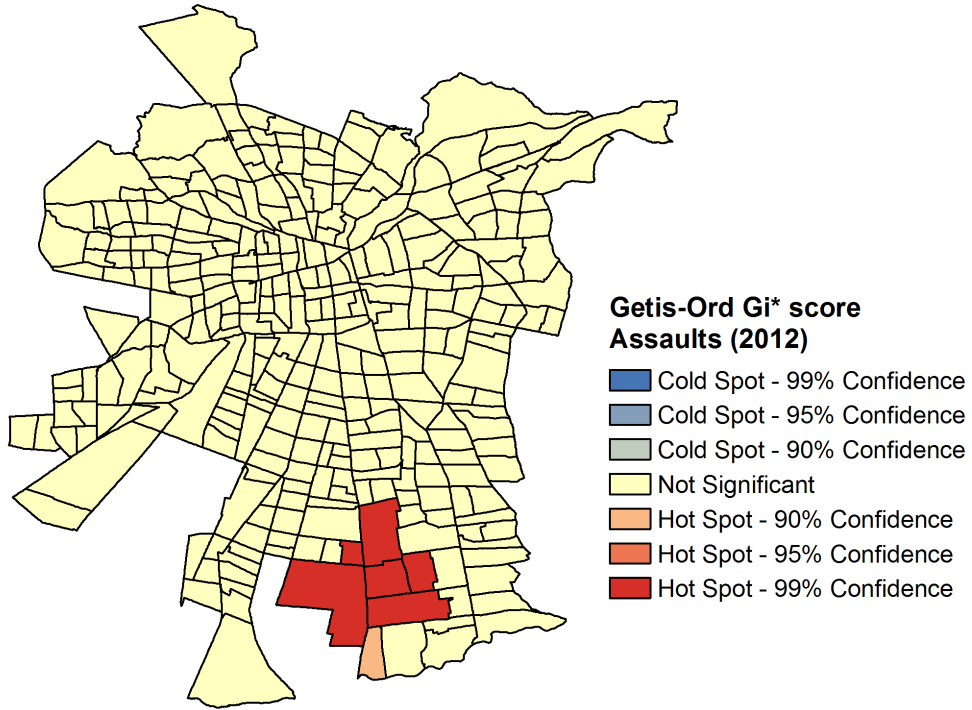 Getis-Ord Gi* score
Assaults (2012)
Cold Spot - 99% Confidence
Cold Spot - 95% Confidence
Cold Spot - 90% Confidence
Not Significant
Hot Spot - 90% Confidence
Hot Spot - 95% Confidence
Hot Spot - 99% Confidence